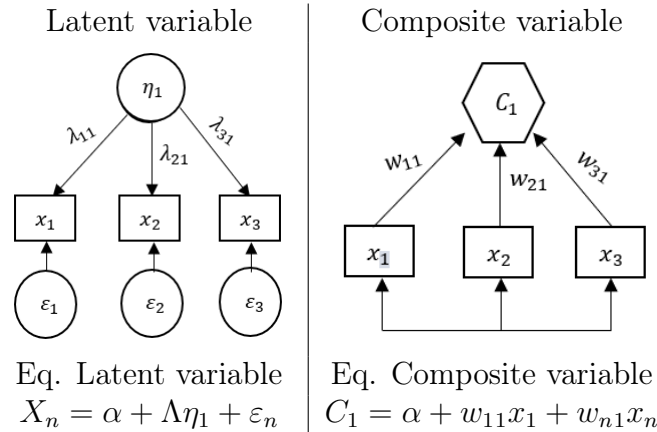 Latent variable
η₁
λ₁₁
λ₂₁
λ₃₁
x₁
x₂
x₃
ε₁
ε₂
ε₃
Eq. Latent variable
Xₙ = α + Λη₁ + εₙ
Composite variable
C₁
w₁₁
w₂₁
w₃₁
x₁
x₂
x₃
Eq. Composite variable
C₁ = α + w₁₁x₁ + wₙ₁xₙ